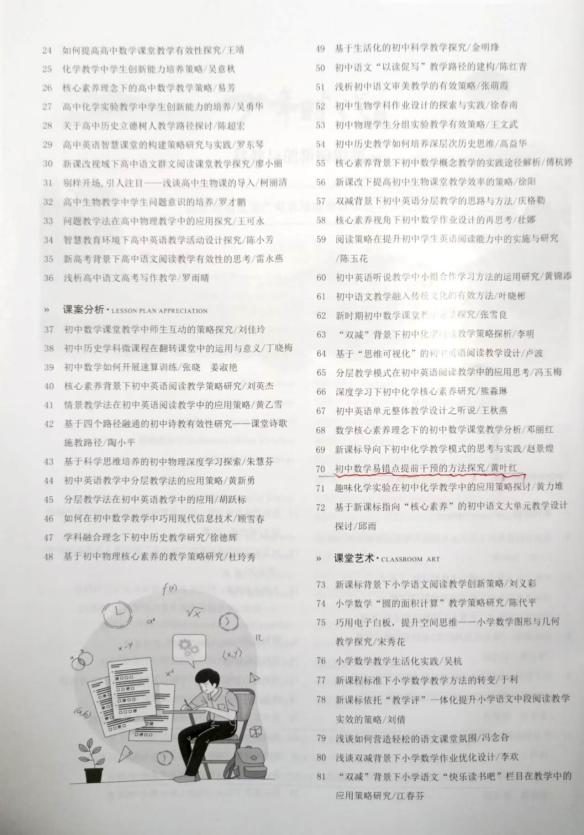 24 如何提高高中数学课堂教学有效性探究/王靖
25 化学教学中学生创新能力培养策略/吴意秋
26 核心素养理念下的高中数学教学策略/易芳
27 高中化学实验教学中学生创新能力的培养/吴勇华
28 关于高中历史立德树人教学路径探讨/陈超宏
29 高中英语智慧课堂的构建策略研究与实践/罗东琴
30 新课改视域下高中语文群文阅读课堂教学探究/廖小丽
31 别样开场,引人注目——浅谈高中生物课的导入/柯丽清
32 高中生物教学中学生问题意识的培养/罗才鹏
33 问题教学法在高中物理教学中的应用探究/王可永
34 智慧教育环境下高中英语教学活动设计探究/陈小芳
35 新高考背景下高中语文阅读教学有效性的思考/雷永燕
36 浅析高中语文高考写作教学/罗雨晴
» 课案分析·LESSON PLAN APPRECIATION
37 初中数学课堂教学中师生互动的策略探究/刘佳玲
38 初中历史学科微课程在翻转课堂中的运用与意义/丁晓梅
39 初中数学如何开展速算训练/张晓 姜淑艳
40 核心素养背景下初中英语阅读教学策略研究/刘英杰
41 情景教学法在初中英语教学中的应用策略/黄乙雪
42 基于四个路径融通的初中诗教有效性研究——课堂诗歌
施教路径/陶小平
43 基于科学思维培养的初中物理深度学习探索/朱慧芬
44 初中数学教学中分层教学法的应用策略/黄新勇
45 分层教学法在初中英语教学中的应用/胡跃标
46 如何在初中数学教学中巧用现代信息技术/顾雪春
47 学科融合理念下初中历史教学研究/徐德辉
48 基于初中物理核心素养的教学策略研究/杜玲秀
f(x)
√x
x-y
x²
(x,y)
(a,b)
49 基于生活化的初中科学教学探究/金明锋
50 初中语文“以读促写”教学路径的建构/陈红青
51 浅析初中语文审美教学的有效策略/张萌霞
52 初中生物学科作业设计的探索与实践/徐春南
53 初中物理学生分组实验教学有效策略/王文武
54 初中历史教学如何培养深层次历史思维/高益华
55 核心素养背景下初中数学概念教学的实践途径解析/傅杭婷
56 新课改下提高初中生物课堂教学效率的策略/徐阳
57 双减背景下初中英语分层教学的思路与方法/庆格勒
58 核心素养视角下初中数学作业设计的再思考/杜娜
59 阅读策略在提升初中学生英语阅读能力中的实施与研究
/陈玉花
60 初中英语听说教学中小组合作学习方法的运用研究/黄锦添
61 初中语文教学融入传统文化的有效方法/叶晓彬
62 新时期初中数学课堂教 探究/张雪良
63 “双减”背景下初中化学 教学策略探析/李明
64 基于“思维可视化”的初中英语阅读教学设计/卢波
65 分层教学模式在初中英语阅读教学中的应用思考/冯玉梅
66 深度学习下初中化学核心素养研究/熊淼琳
67 初中英语单元整体教学设计之听说/王秋燕
68 数学核心素养理念下的初中数学课堂教学分析/邓丽红
69 新课标导向下初中化学教学模式的思考与实践/赵景煌
70 初中数学易错点提前干预的方法探究/黄叶红
71 趣味化学实验在初中化学教学中的应用策略探讨/黄力雄
72 基于新课标指向“核心素养”的初中语文大单元教学设计
探讨/邱雨
» 课堂艺术·CLASSROOM ART
73 新课标背景下小学语文阅读教学创新策略/刘义彩
74 小学数学“圆的面积计算”教学策略研究/陈代平
75 巧用电子白板，提升空间思维——小学数学图形与几何
教学探究/宋秀花
76 小学数学教学生活化实践/吴杭
77 新课程标准下小学数学教学方法的转变/于利
78 新课标依托“教学评”一体化提升小学语文中段阅读教学
实效的策略/刘倩
79 浅谈如何营造轻松的语文课堂氛围/冯念合
80 浅谈双减背景下小学数学作业优化设计/李欢
81 “双减”背景下小学语文“快乐读书吧”栏目在教学中的
应用策略研究/江春芬